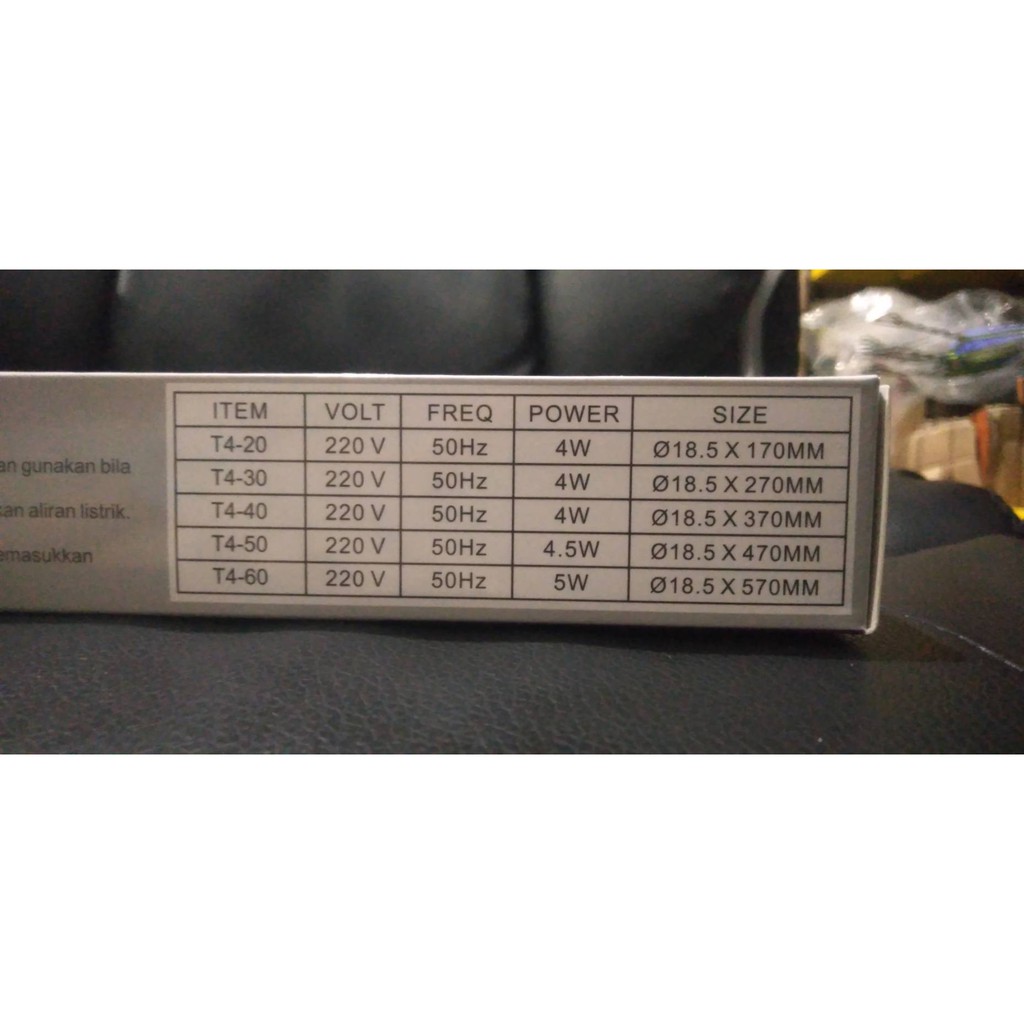 an gunakan bila
kan aliran listrik.
emasukkan
ITEM VOLT FREQ POWER SIZE
T4-20 220 V 50Hz 4W Ø18.5 X 170MM
T4-30 220 V 50Hz 4W Ø18.5 X 270MM
T4-40 220 V 50Hz 4W Ø18.5 X 370MM
T4-50 220 V 50Hz 4.5W Ø18.5 X 470MM
T4-60 220 V 50Hz 5W Ø18.5 X 570MM